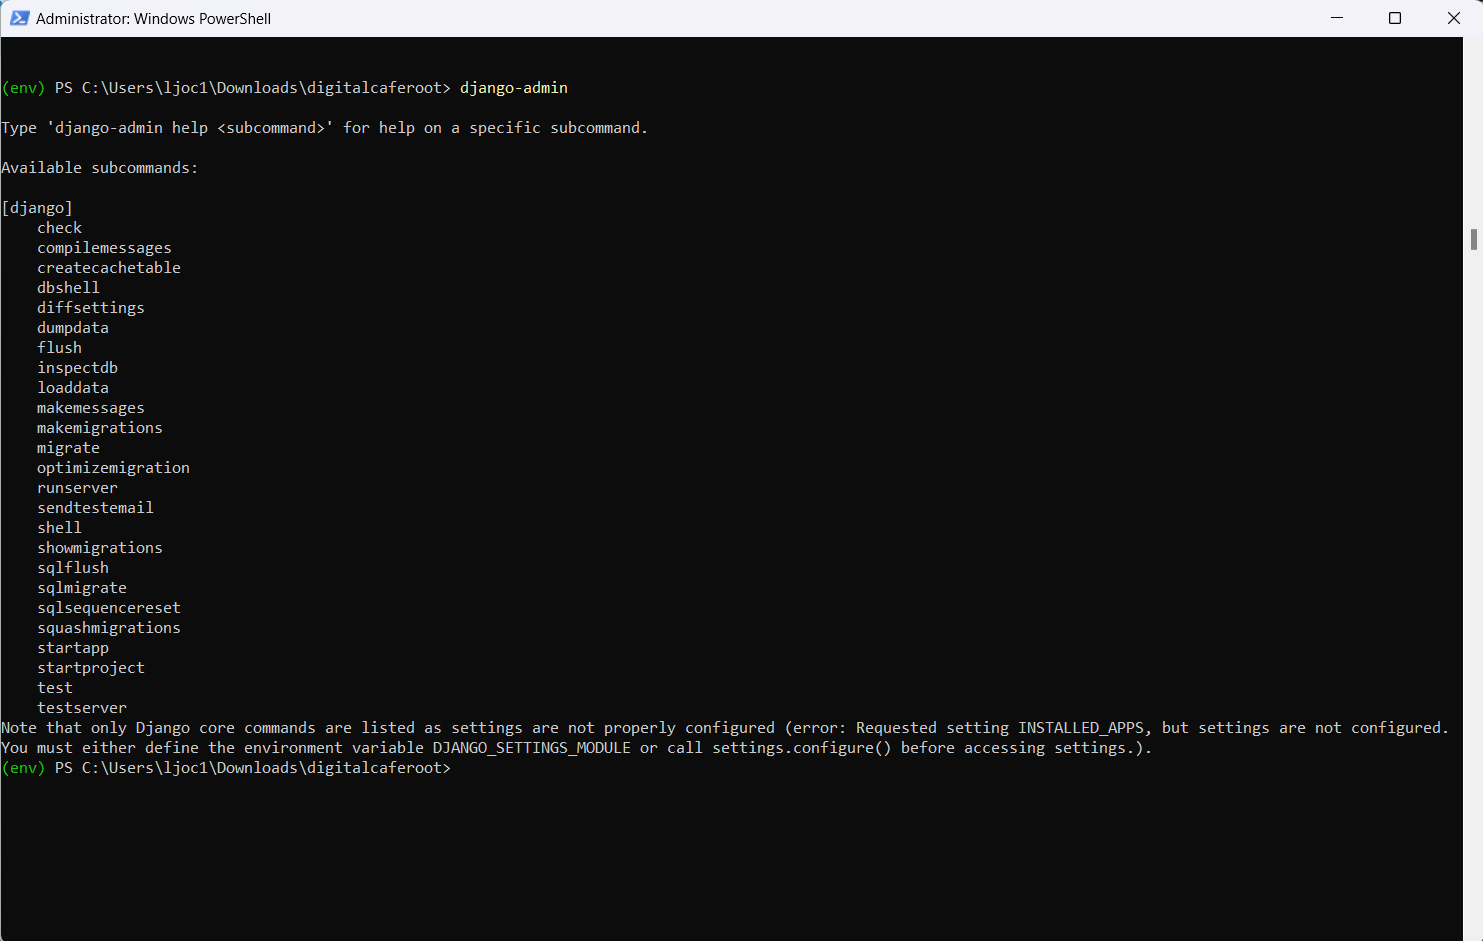 Administrator: Windows PowerShell
(env) PS C:\Users\ljoc1\Downloads\digitalcaferoot> django-admin
Type 'django-admin help <subcommand>' for help on a specific subcommand.
Available subcommands:
[django]
    check
    compilemessages
    createcachetable
    dbshell
    diffsettings
    dumpdata
    flush
    inspectdb
    loaddata
    makemessages
    makemigrations
    migrate
    optimizemigration
    runserver
    sendtestemail
    shell
    showmigrations
    sqlflush
    sqlmigrate
    sqlsequencereset
    squashmigrations
    startapp
    startproject
    test
    testserver
Note that only Django core commands are listed as settings are not properly configured (error: Requested setting INSTALLED_APPS, but settings are not configured.
You must either define the environment variable DJANGO_SETTINGS_MODULE or call settings.configure() before accessing settings.).
(env) PS C:\Users\ljoc1\Downloads\digitalcaferoot>